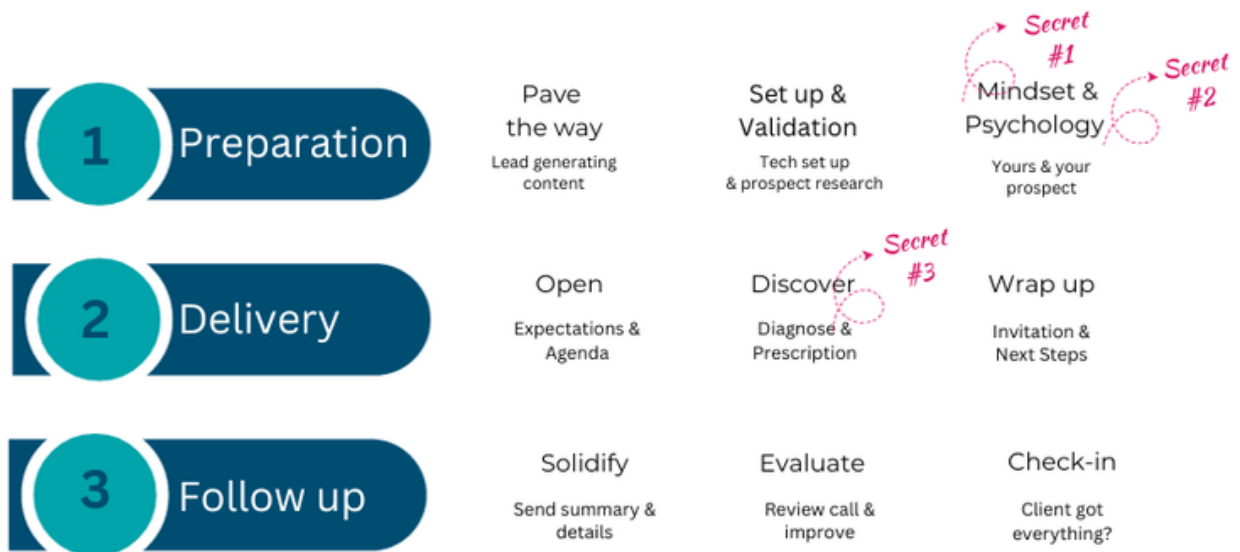 Secret
#1
Secret
#2
1
Preparation
Pave
the way
Lead generating
content
Set up &
Validation
Tech set up
& prospect research
Mindset &
Psychology
Yours & your
prospect
Secret
#3
2
Delivery
Open
Expectations &
Agenda
Discover
Diagnose &
Prescription
Wrap up
Invitation &
Next Steps
3
Follow up
Solidify
Send summary &
details
Evaluate
Review call &
improve
Check-in
Client got
everything?